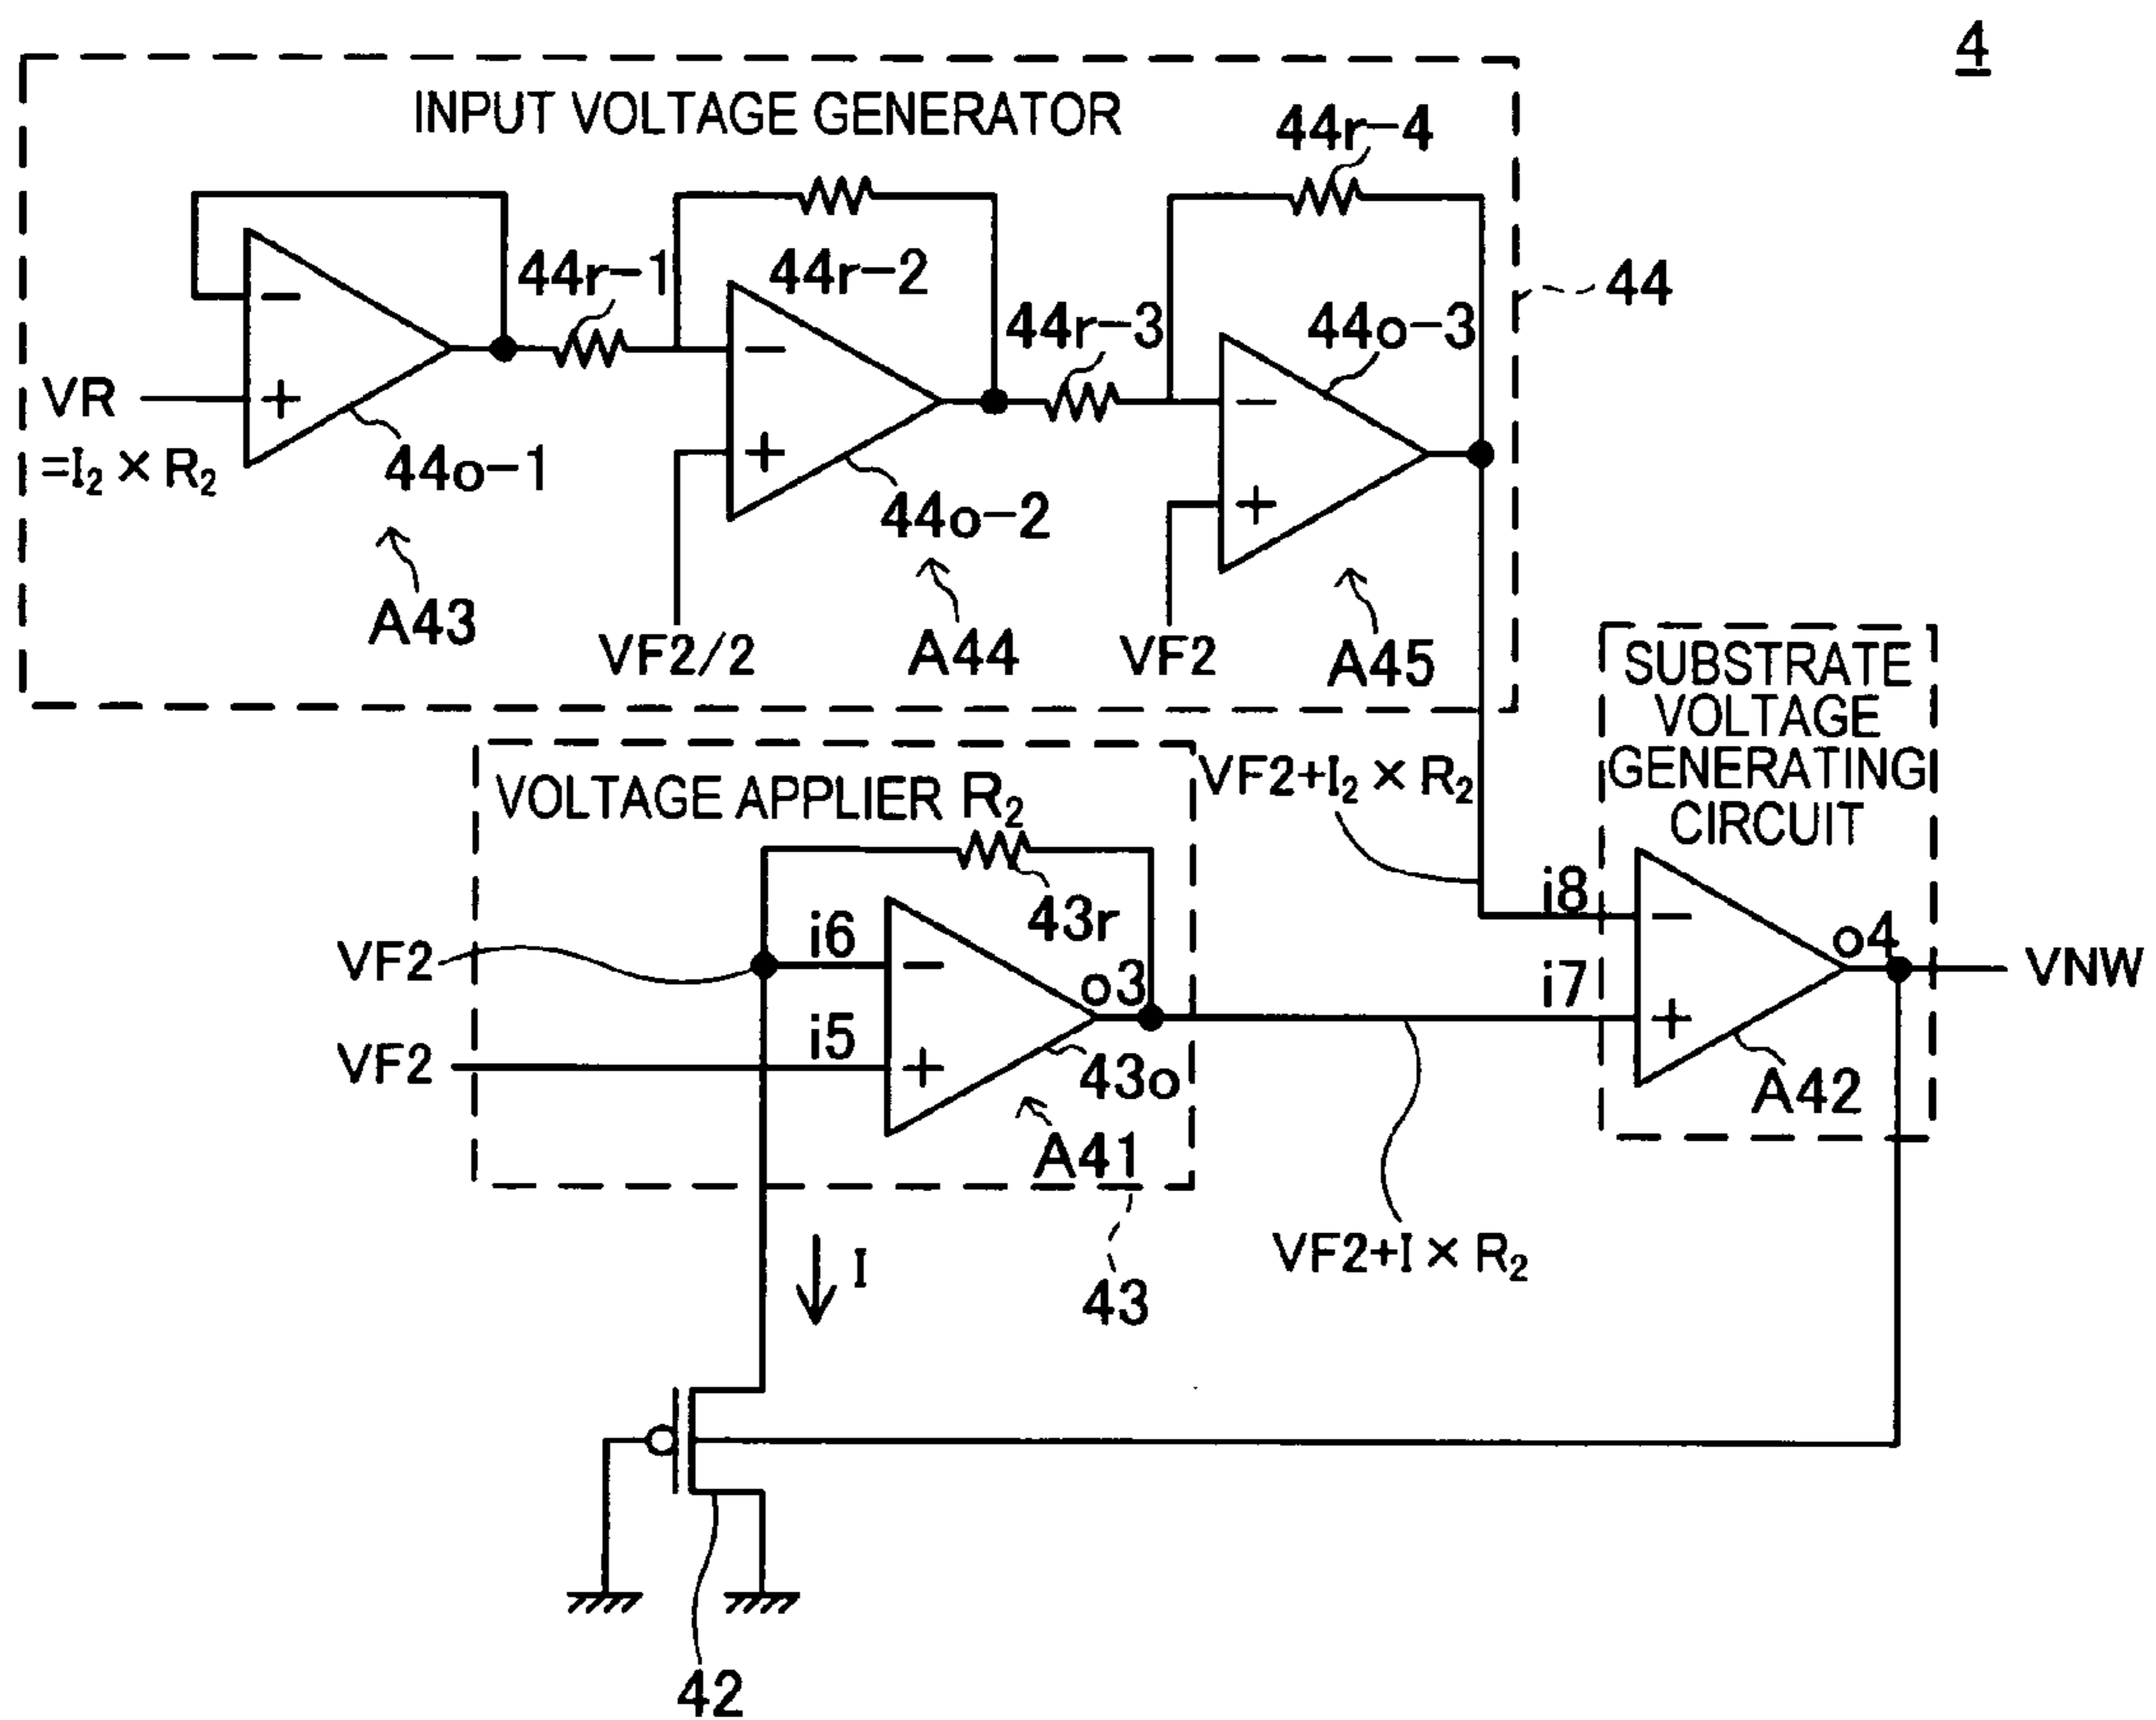 4
INPUT VOLTAGE GENERATOR
44r-4
44r-1
44r-2
44r-3
44o-3
44
VR
=I₂ × R₂
−
+
44o-1
A43
−
+
44o-2
VF2/2
A44
−
+
VF2
A45
SUBSTRATE
VOLTAGE
GENERATING
CIRCUIT
VOLTAGE APPLIER R₂
VF2+I₂ × R₂
43r
VF2
i6
−
o3
VF2
i5
+
43o
A41
i8
−
i7
+
o4
VNW
A42
I
43
VF2+I × R₂
42